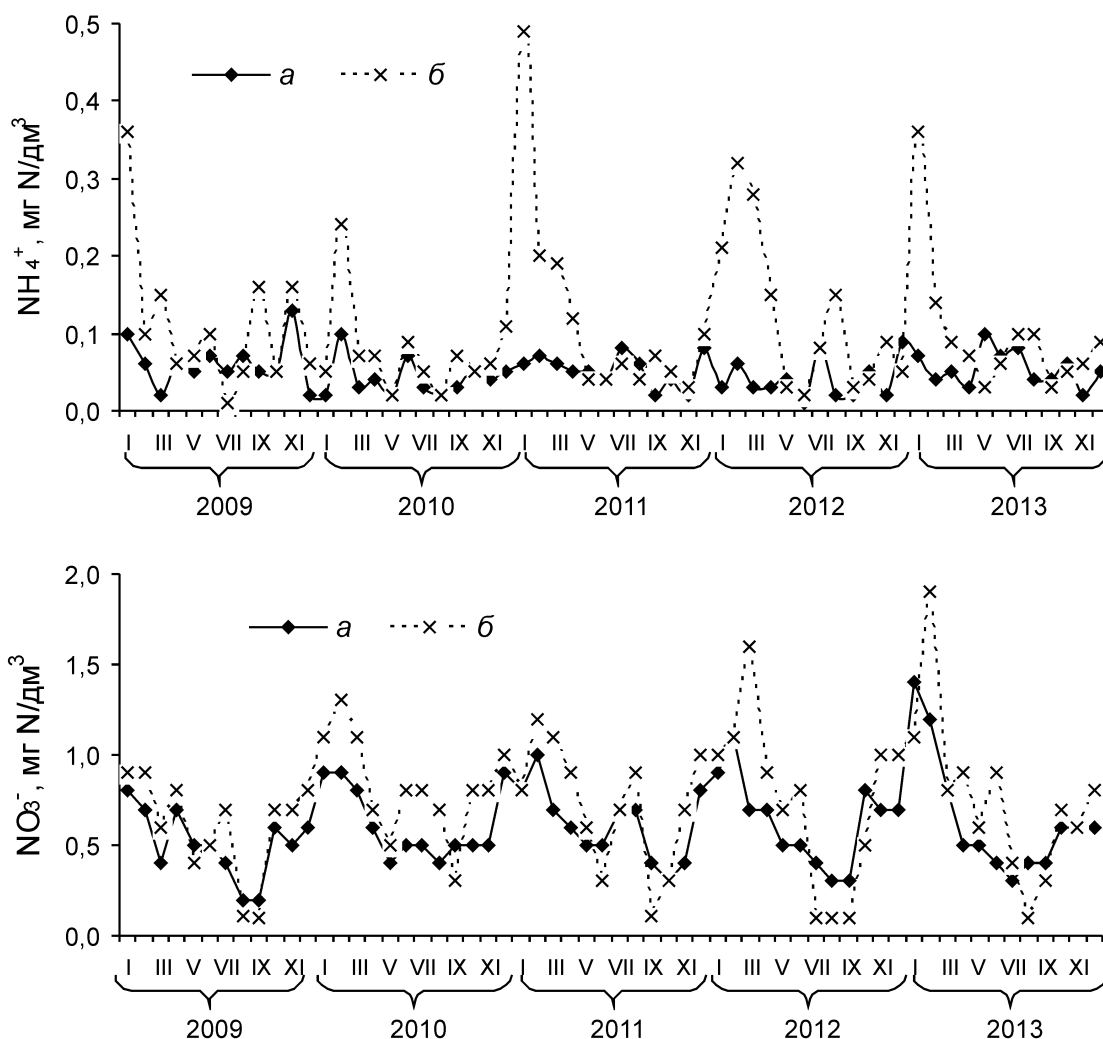 NH₄⁺, мг N/дм³
0,5
0,4
0,3
0,2
0,1
0,0
а б
I III V VII IX XI I III V VII IX XI I III V VII IX XI I III V VII IX XI I III V VII IX XI
2009 2010 2011 2012 2013
NO₃⁻, мг N/дм³
2,0
1,5
1,0
0,5
0,0
а б
I III V VII IX XI I III V VII IX XI I III V VII IX XI I III V VII IX XI I III V VII IX XI
2009 2010 2011 2012 2013